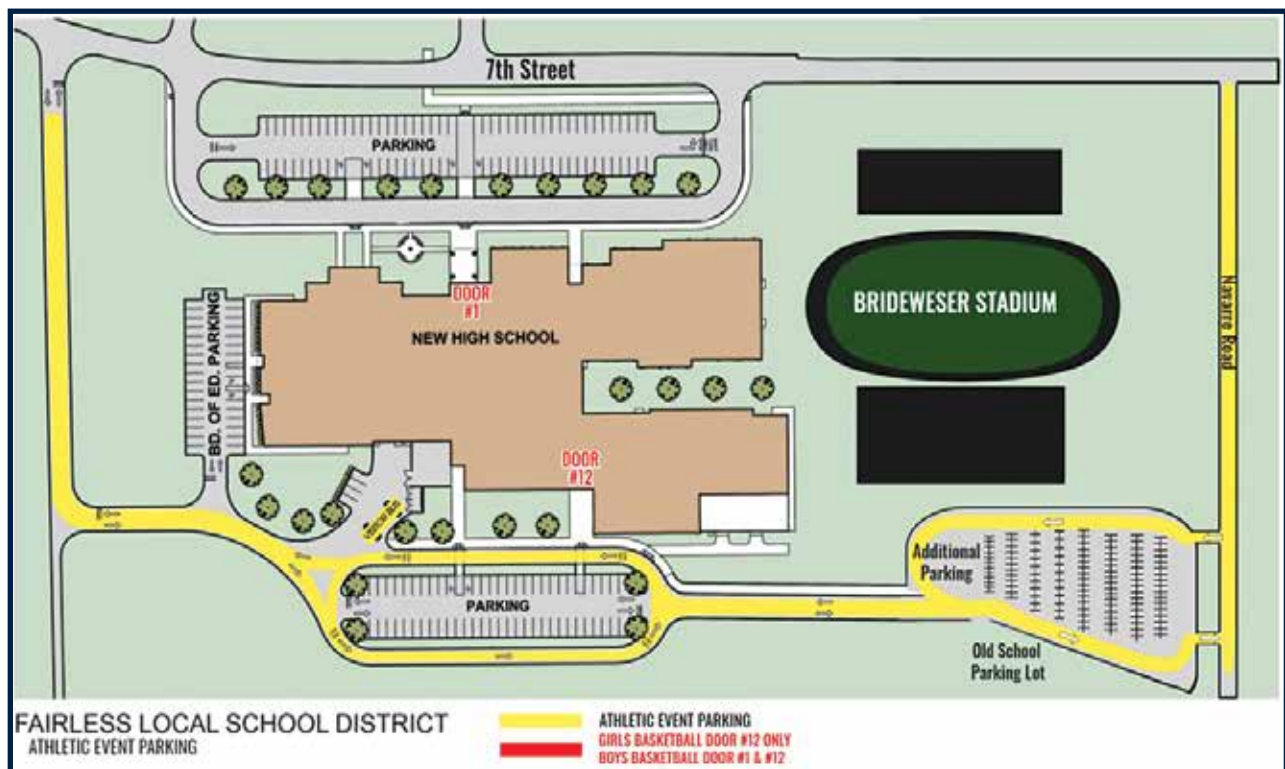 7th Street
PARKING
DOOR
#1
NEW HIGH SCHOOL
BRIDEWESER STADIUM
Navarre Road
BD. OF ED. PARKING
DOOR
#12
Additional
Parking
PARKING
Old School
Parking Lot
FAIRLESS LOCAL SCHOOL DISTRICT
ATHLETIC EVENT PARKING
ATHLETIC EVENT PARKING
GIRLS BASKETBALL DOOR #12 ONLY
BOYS BASKETBALL DOOR #1 & #12